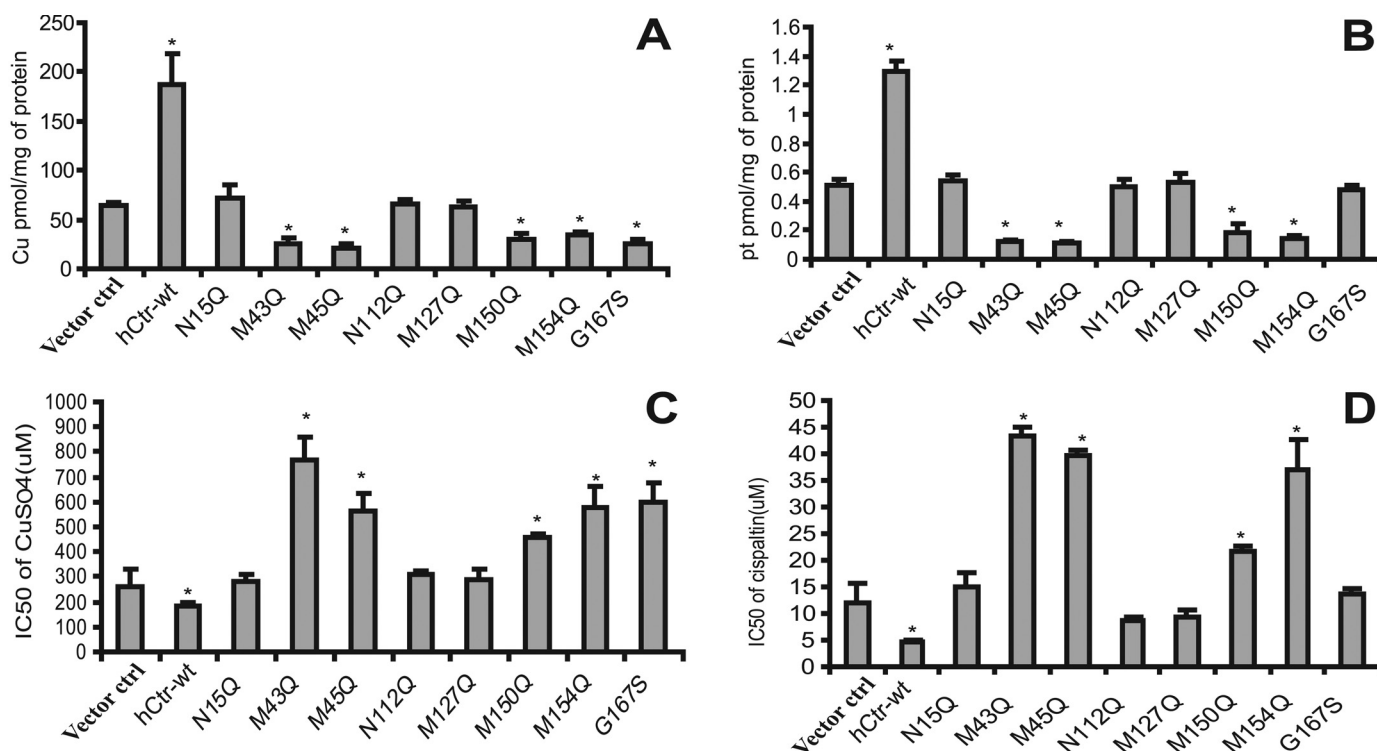 A
Cu pmol/mg of protein
250
200
150
100
50
0
Vector ctrl hCtr-wt N15Q M43Q M45Q N112Q M127Q M150Q M154Q G167S
* * * * * *
B
pt pmol/mg of protein
1.6
1.4
1.2
1
0.8
0.6
0.4
0.2
0
Vector ctrl hCtr-wt N15Q M43Q M45Q N112Q M127Q M150Q M154Q G167S
* * * * *
C
IC50 of CuSO4(uM)
1000
900
800
700
600
500
400
300
200
100
0
Vector ctrl hCtr-wt N15Q M43Q M45Q N112Q M127Q M150Q M154Q G167S
* * * * * *
D
IC50 of cispaltin(uM)
50
45
40
35
30
25
20
15
10
5
0
Vector ctrl hCtr-wt N15Q M43Q M45Q N112Q M127Q M150Q M154Q G167S
* * * * *